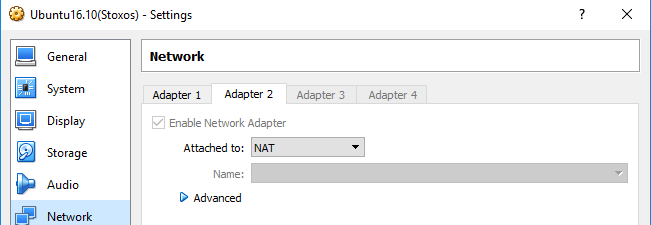 Ubuntu16.10(Stoxos) - Settings ?
General
System
Display
Storage
Audio
Network
Network
Adapter 1 Adapter 2 Adapter 3 Adapter 4
Enable Network Adapter
Attached to: NAT
Name:
Advanced